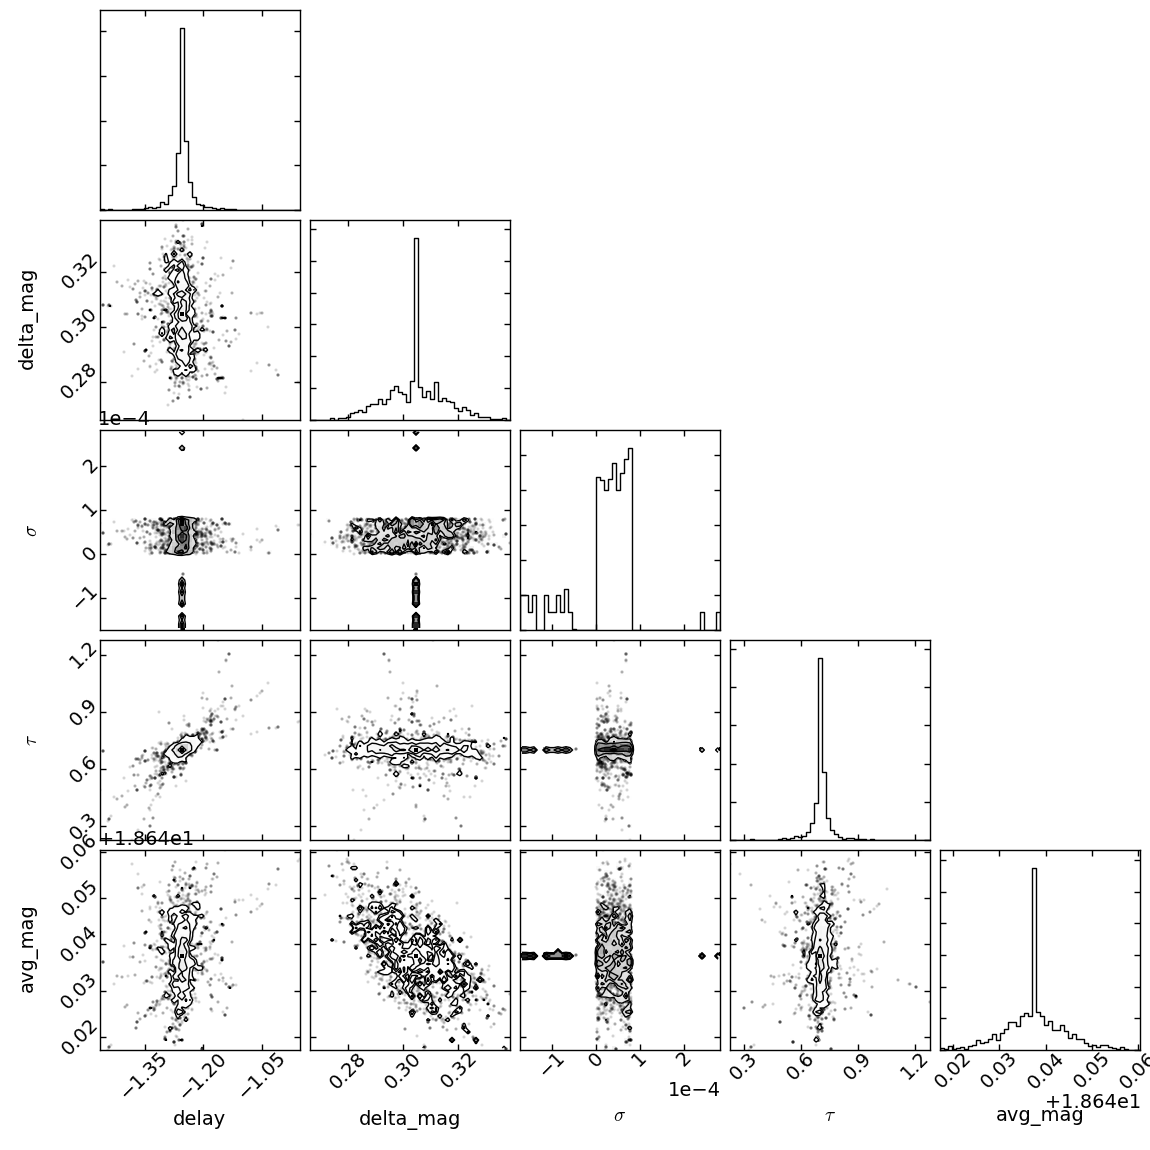 delta_mag
0.32
0.30
0.28
1e−4
σ
2
1
0
−1
τ
1.2
0.9
0.6
0.3
+1.864e1
avg_mag
0.06
0.05
0.04
0.03
0.02
−1.35 −1.20 −1.05
delay
0.28 0.30 0.32
delta_mag
−1 0 1 2
1e−4
σ
0.3 0.6 0.9 1.2
τ
0.02 0.03 0.04 0.05 0.06
+1.864e1
avg_mag